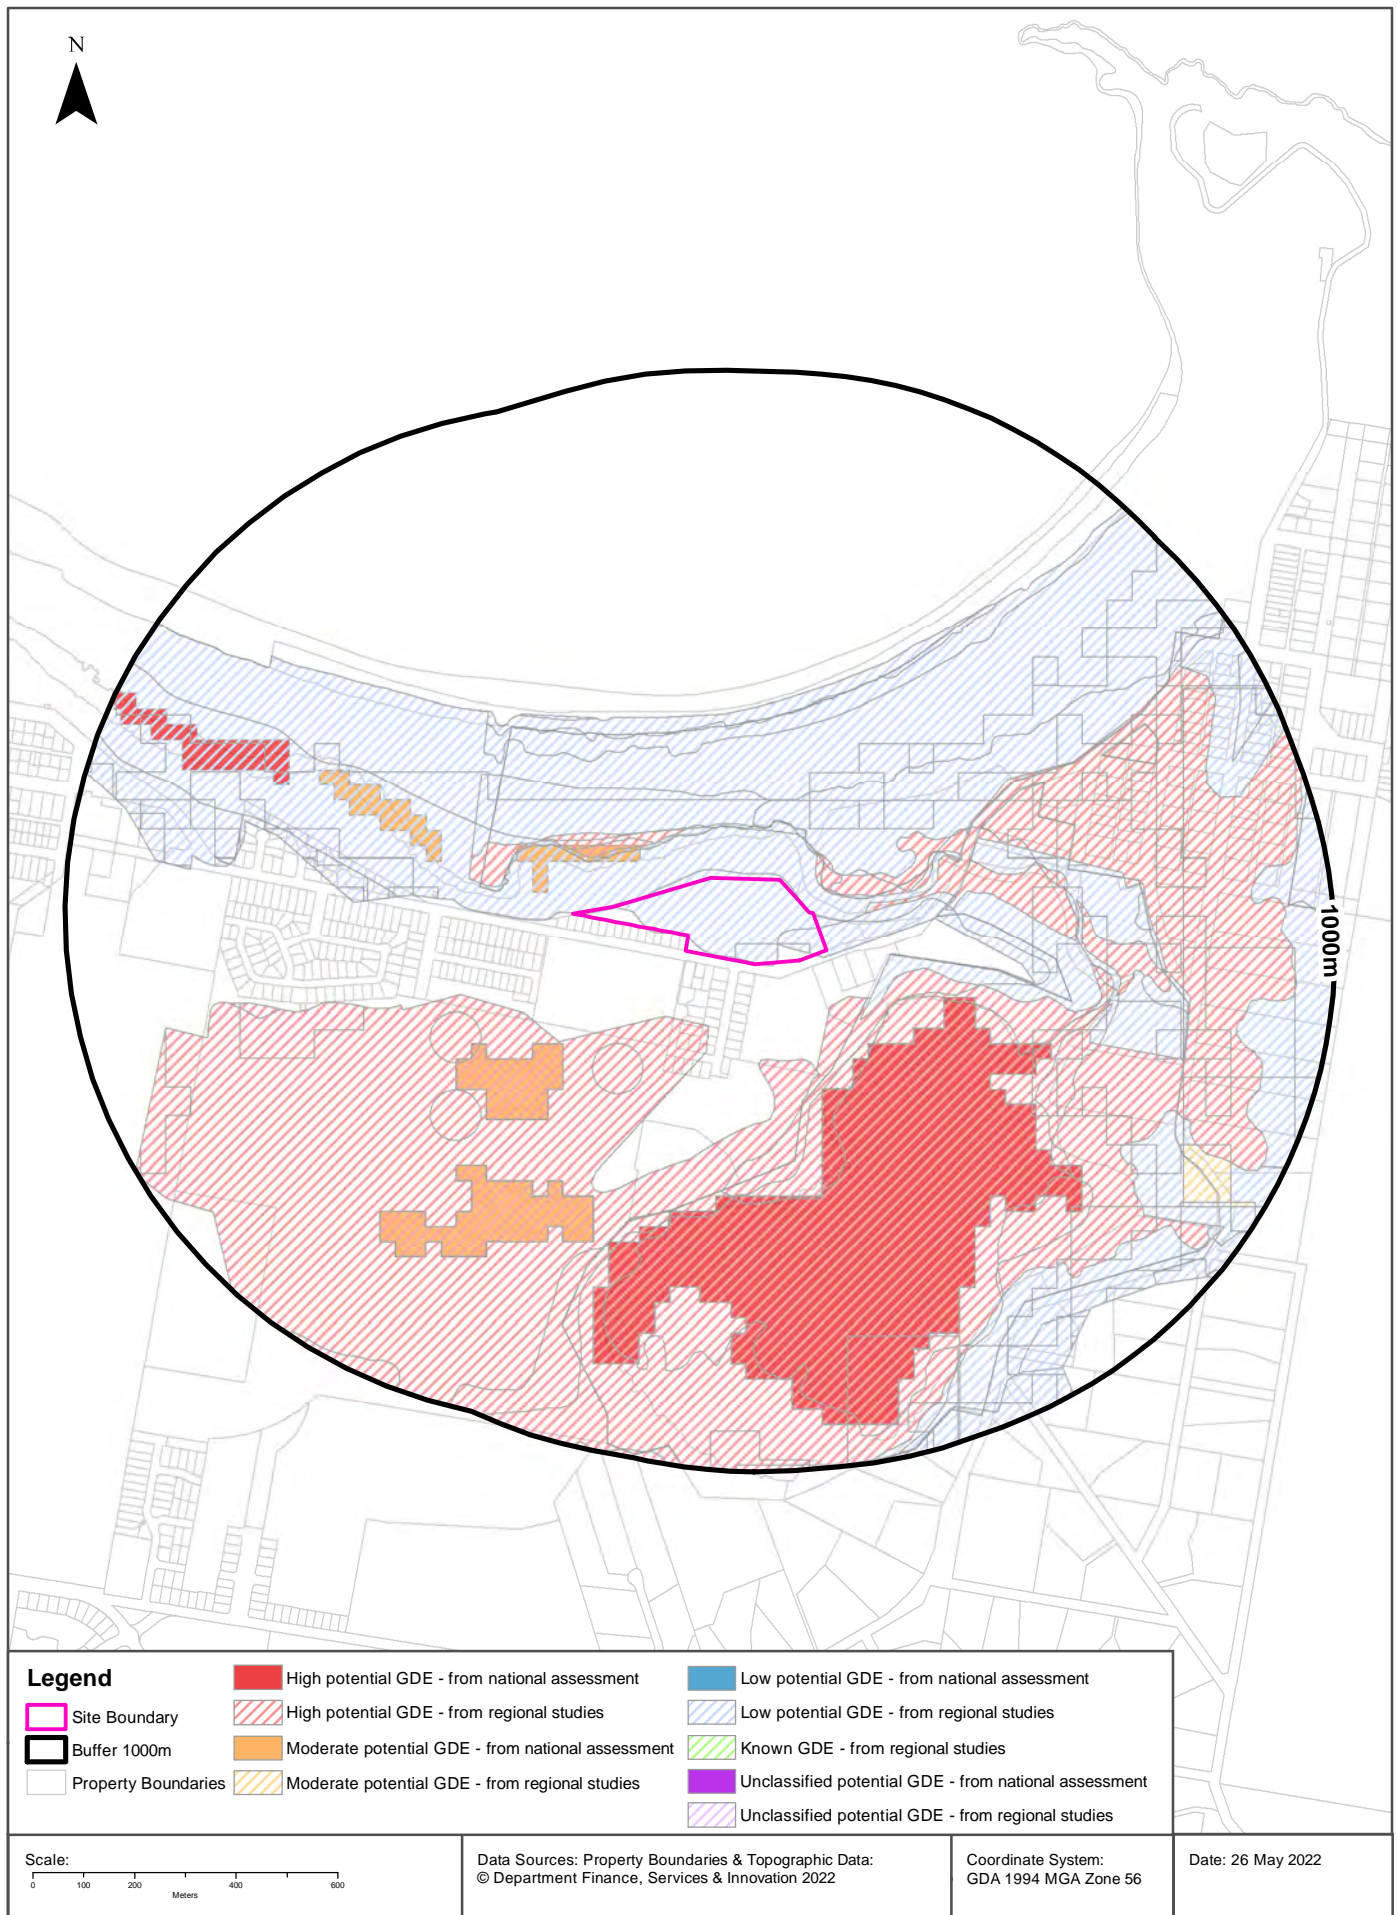 N
1000m
Legend
Site Boundary
Buffer 1000m
Property Boundaries
High potential GDE - from national assessment
High potential GDE - from regional studies
Moderate potential GDE - from national assessment
Moderate potential GDE - from regional studies
Low potential GDE - from national assessment
Low potential GDE - from regional studies
Known GDE - from regional studies
Unclassified potential GDE - from national assessment
Unclassified potential GDE - from regional studies
Scale:
0 100 200 400 600
Meters
Data Sources: Property Boundaries & Topographic Data:
© Department Finance, Services & Innovation 2022
Coordinate System:
GDA 1994 MGA Zone 56
Date: 26 May 2022